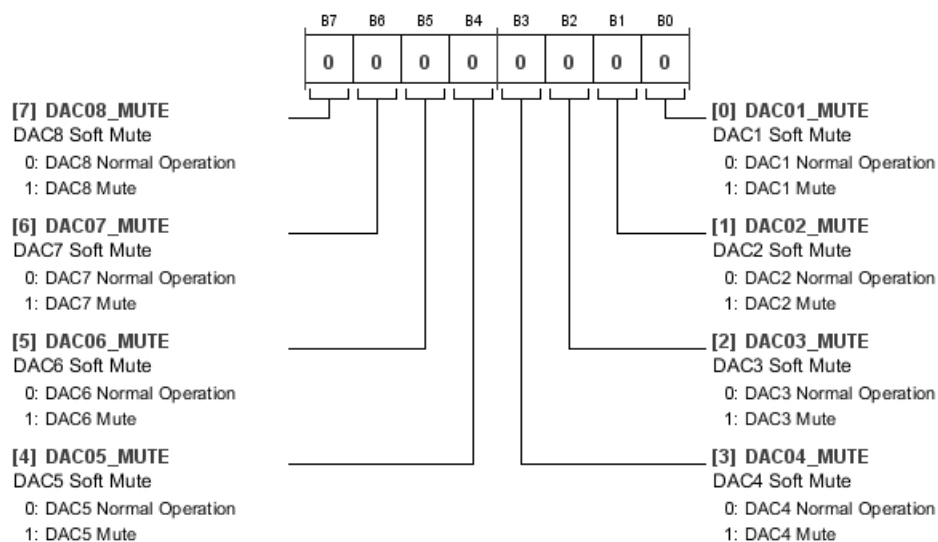 B7 B6 B5 B4 B3 B2 B1 B0
0 0 0 0 0 0 0 0
[7] DAC08_MUTE
DAC8 Soft Mute
0: DAC8 Normal Operation
1: DAC8 Mute
[6] DAC07_MUTE
DAC7 Soft Mute
0: DAC7 Normal Operation
1: DAC7 Mute
[5] DAC06_MUTE
DAC6 Soft Mute
0: DAC6 Normal Operation
1: DAC6 Mute
[4] DAC05_MUTE
DAC5 Soft Mute
0: DAC5 Normal Operation
1: DAC5 Mute
[0] DAC01_MUTE
DAC1 Soft Mute
0: DAC1 Normal Operation
1: DAC1 Mute
[1] DAC02_MUTE
DAC2 Soft Mute
0: DAC2 Normal Operation
1: DAC2 Mute
[2] DAC03_MUTE
DAC3 Soft Mute
0: DAC3 Normal Operation
1: DAC3 Mute
[3] DAC04_MUTE
DAC4 Soft Mute
0: DAC4 Normal Operation
1: DAC4 Mute